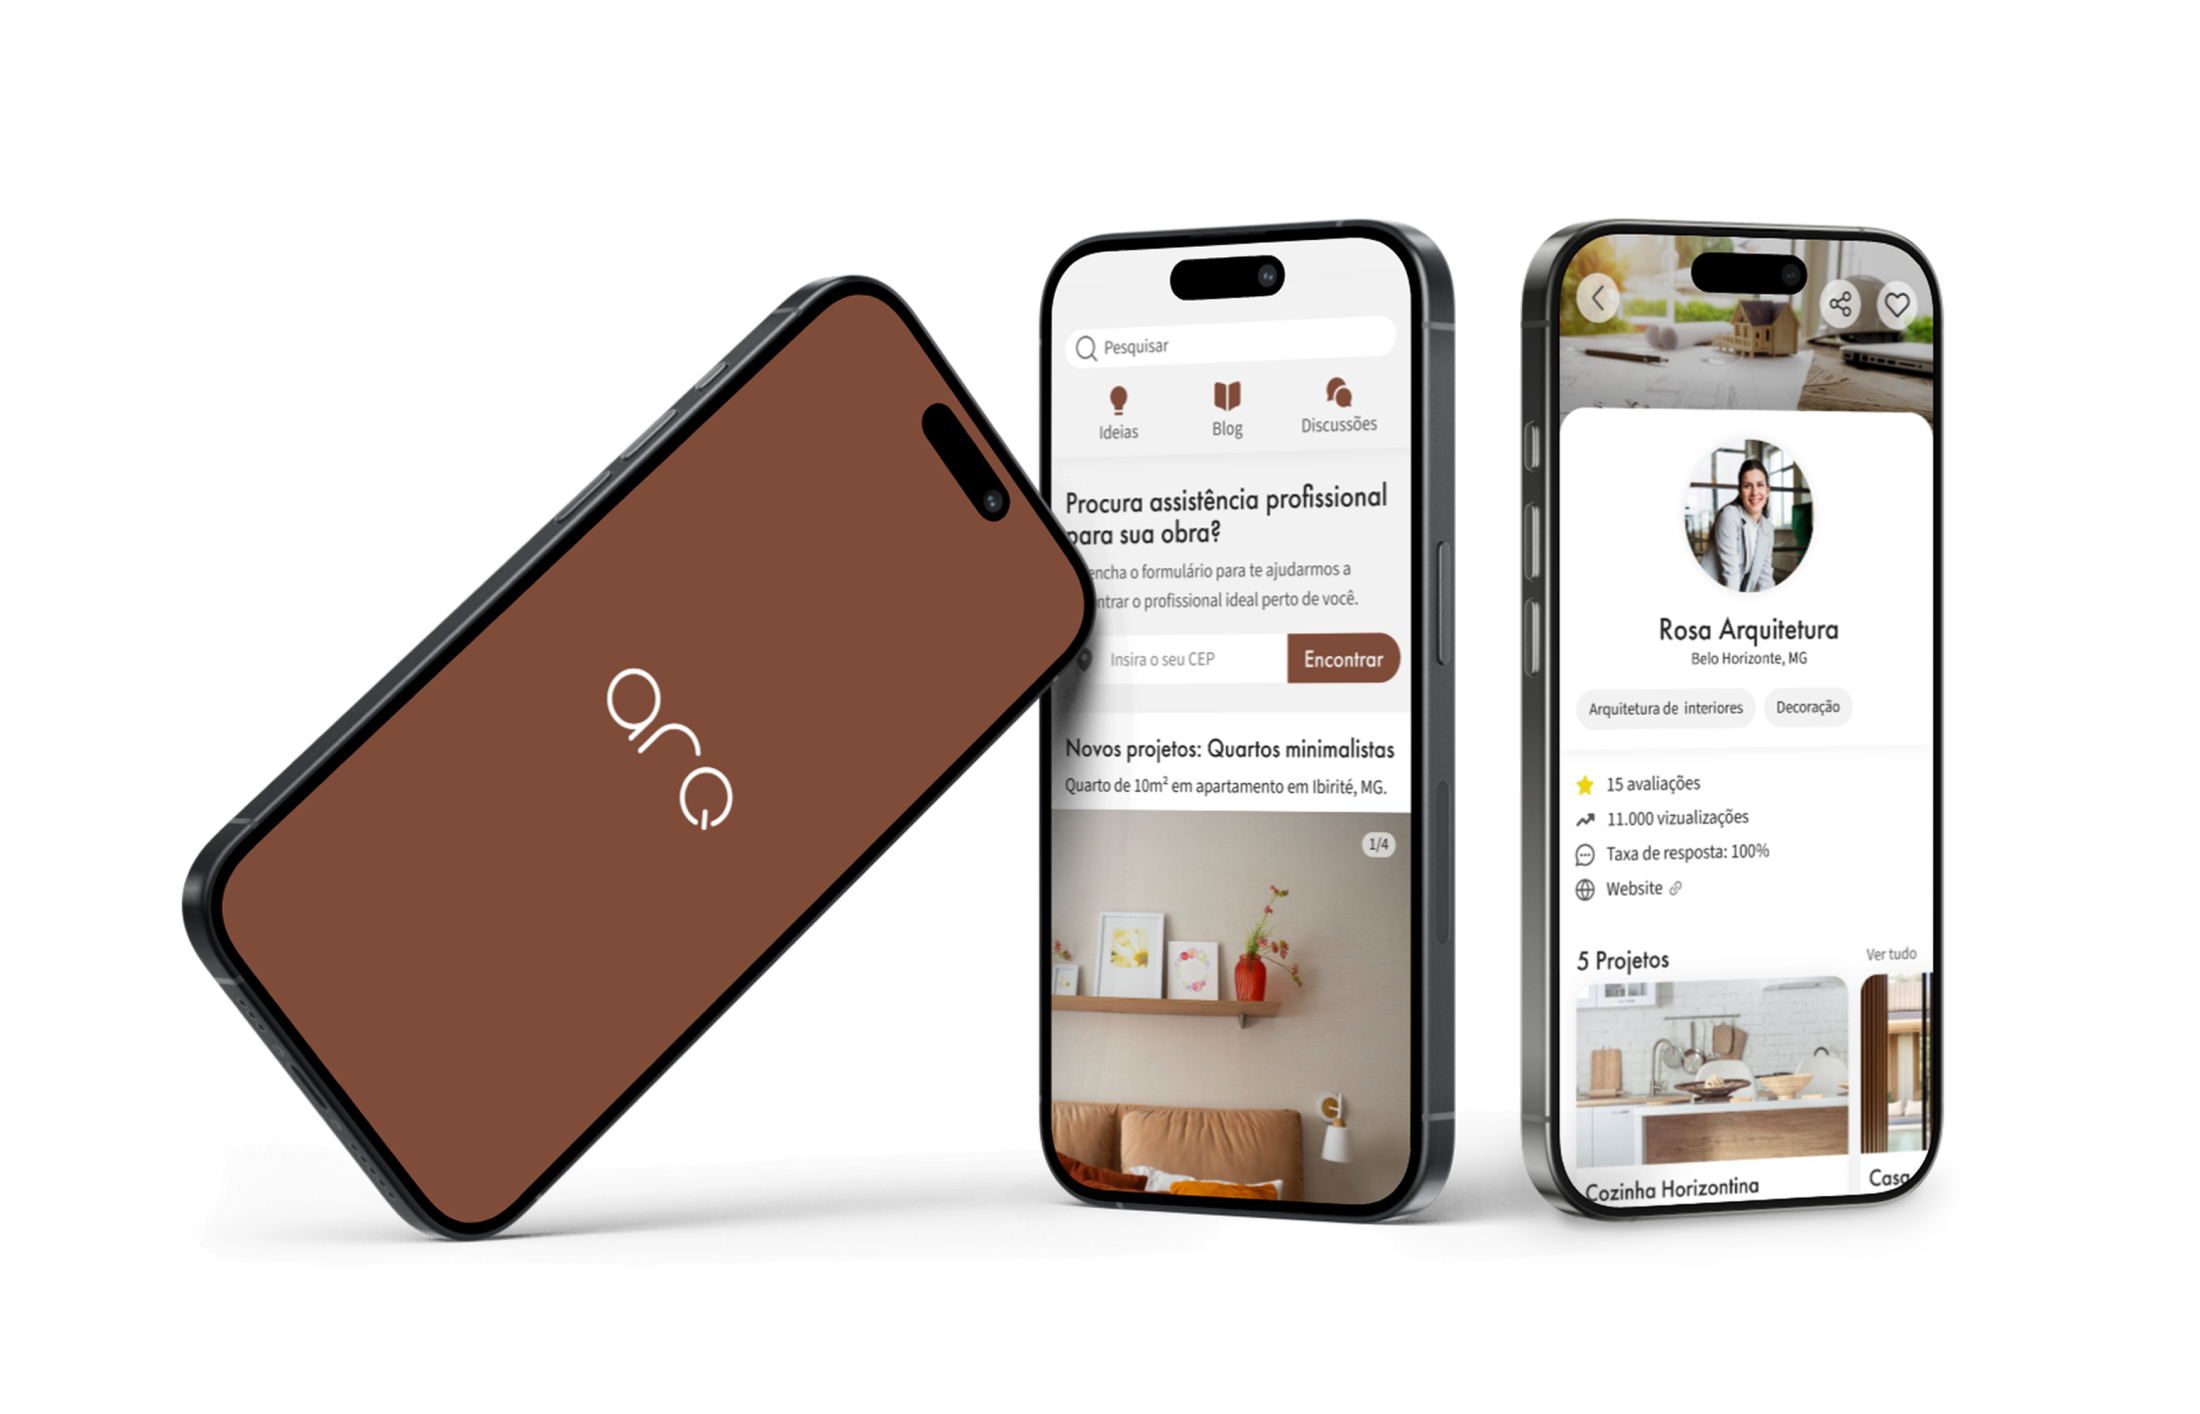 arq
Pesquisar
Ideias
Blog
Discussões
Procura assistência profissional
para sua obra?
encha o formulário para te ajudarmos a
ntrar o profissional ideal perto de você.
Insira o seu CEP
Encontrar
Novos projetos: Quartos minimalistas
Quarto de 10m² em apartamento em Ibirité, MG.
1/4
Rosa Arquitetura
Belo Horizonte, MG
Arquitetura de interiores
Decoração
15 avaliações
11.000 vizualizações
Taxa de resposta: 100%
Website
5 Projetos
Ver tudo
Cozinha Horizontina
Casa